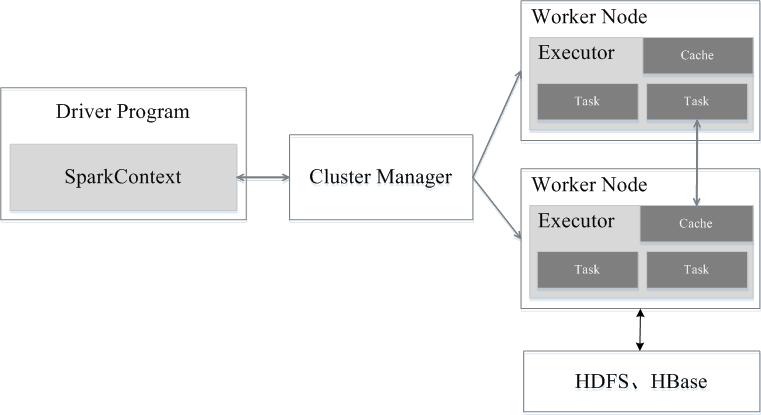 Driver Program
SparkContext
Cluster Manager
Worker Node
Executor
Cache
Task
Task
Worker Node
Executor
Cache
Task
Task
HDFS、HBase